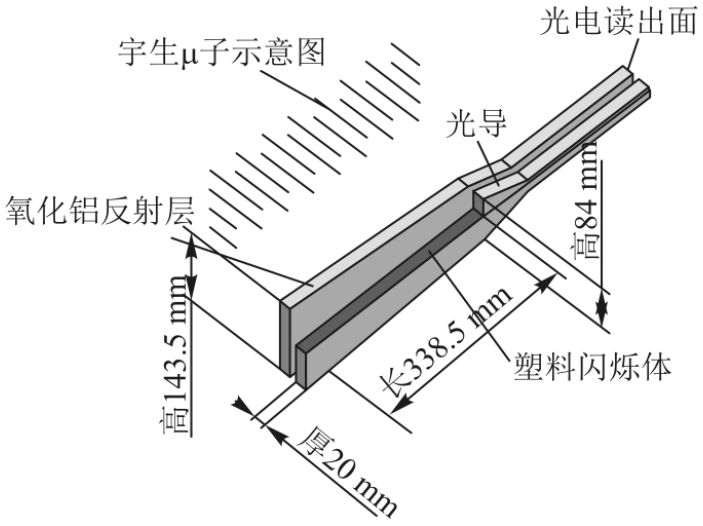 光电读出面
宇生μ子示意图
光导
氧化铝反射层
高84 mm
高143.5 mm
长338.5 mm
塑料闪烁体
厚20 mm